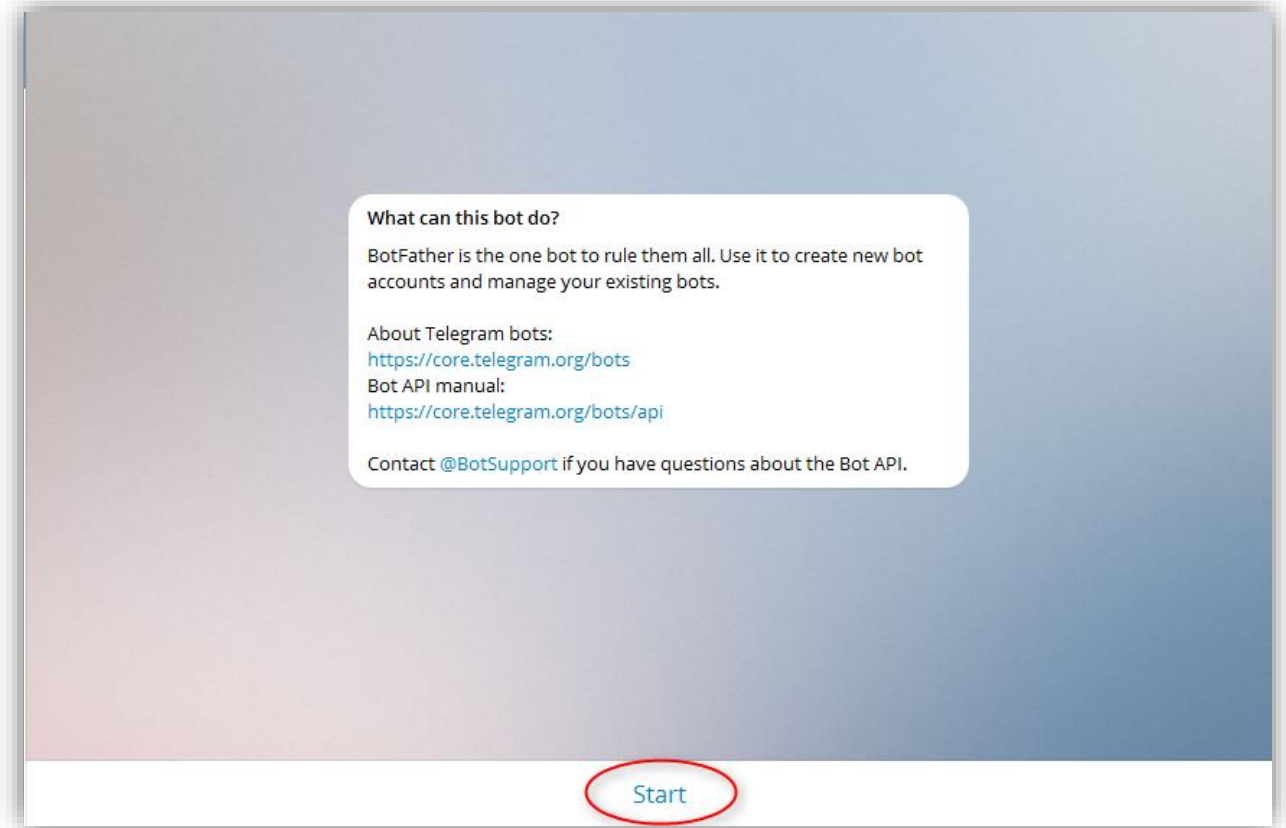 What can this bot do?
BotFather is the one bot to rule them all. Use it to create new bot
accounts and manage your existing bots.
About Telegram bots:
https://core.telegram.org/bots
Bot API manual:
https://core.telegram.org/bots/api
Contact @BotSupport if you have questions about the Bot API.
Start